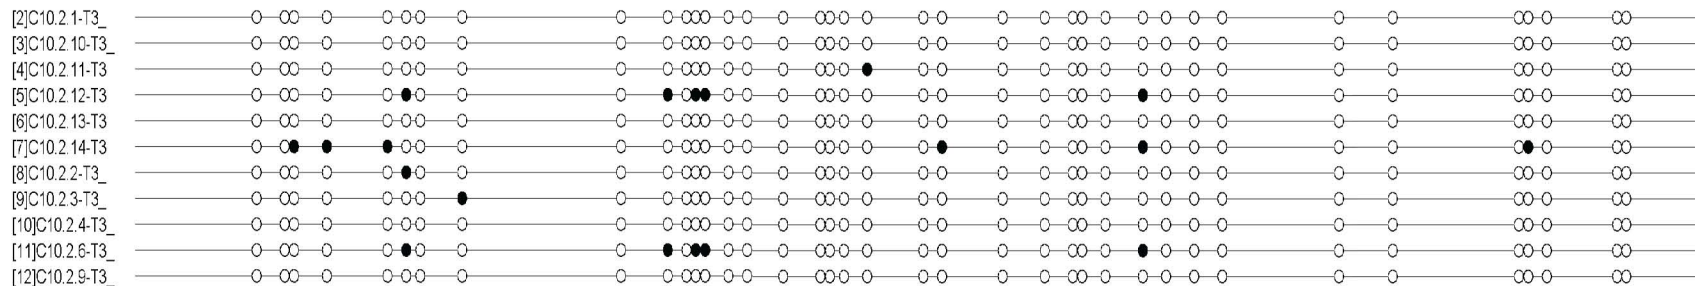 [2]C10.2.1-T3_
[3]C10.2.10-T3_
[4]C10.2.11-T3
[5]C10.2.12-T3
[6]C10.2.13-T3
[7]C10.2.14-T3
[8]C10.2.2-T3_
[9]C10.2.3-T3_
[10]C10.2.4-T3_
[11]C10.2.6-T3_
[12]C10.2.9-T3_